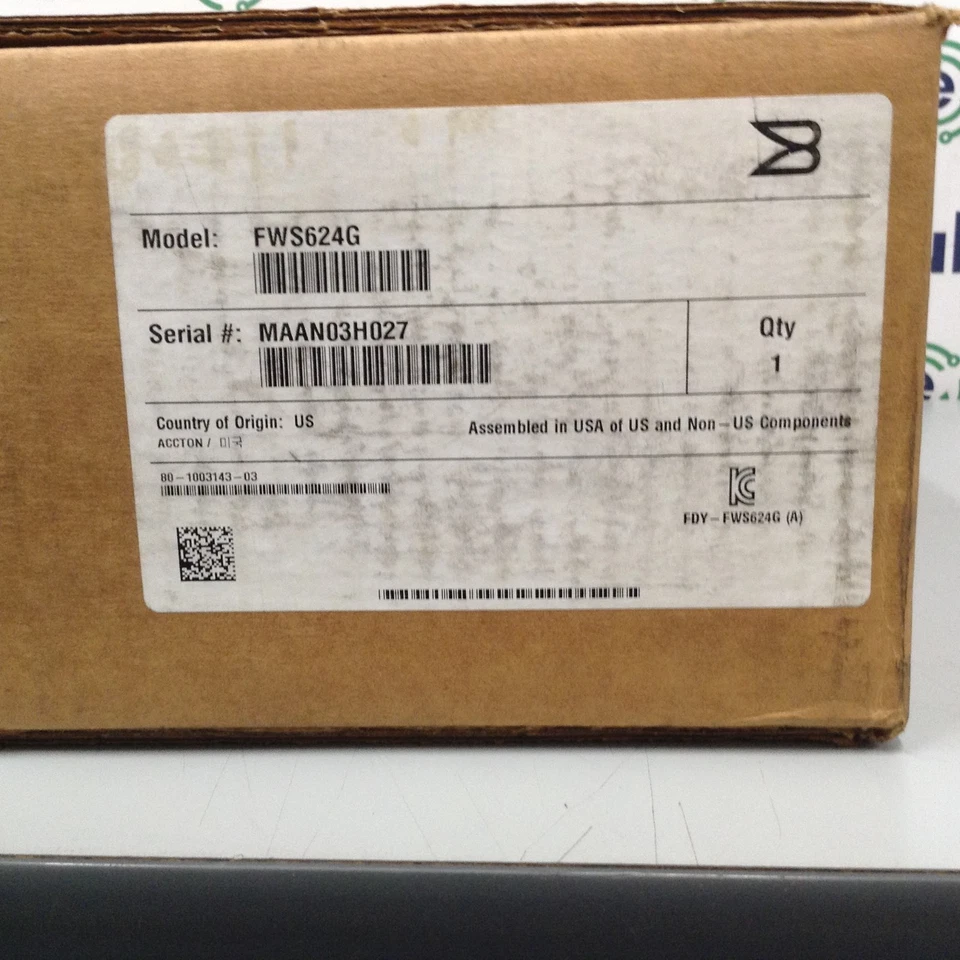 Model: FWS624G
Serial #: MAAN03H027
Qty
1
Country of Origin: US
ACCTON / 미국
Assembled in USA of US and Non-US Components
80-1003143-03
FDY-FWS624G (A)